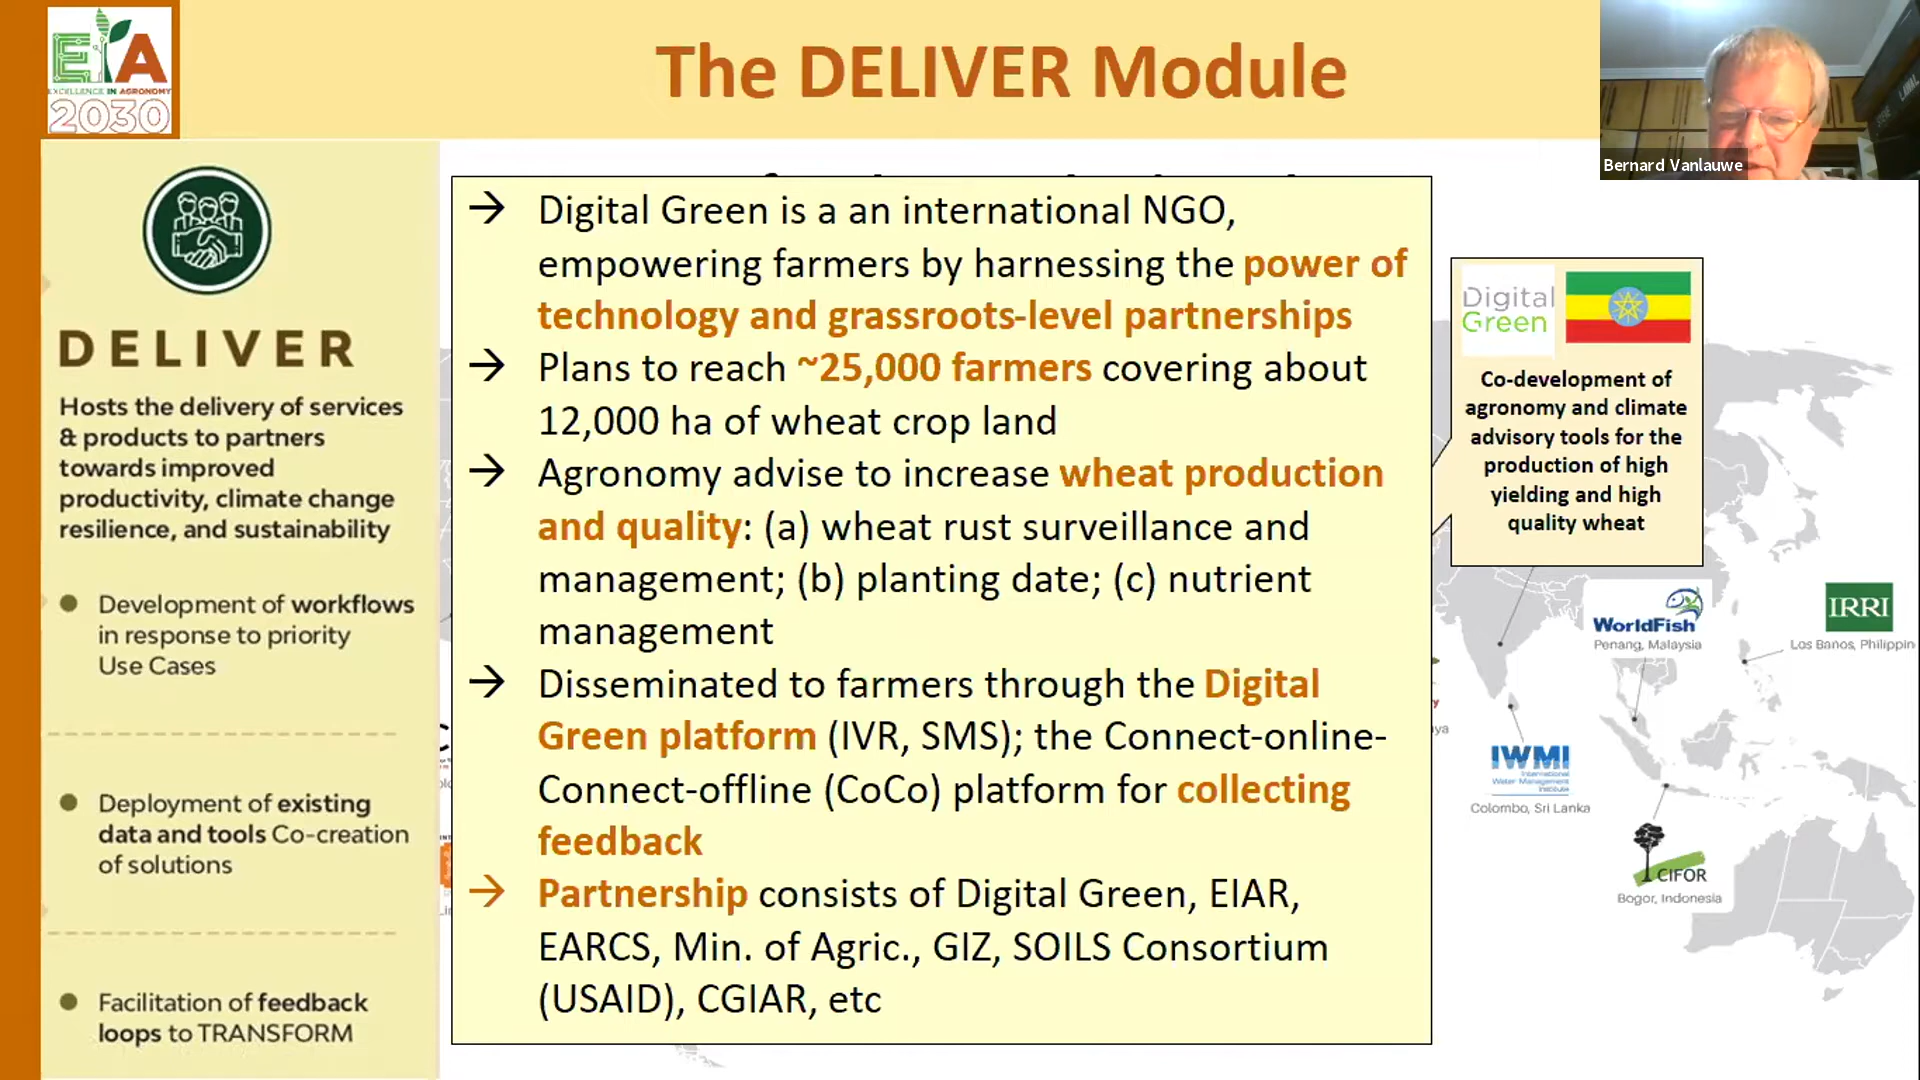 EiA
EXCELLENCE IN AGRONOMY
2030
The DELIVER Module
Bernard Vanlauwe
DELIVER
Hosts the delivery of services
& products to partners
towards improved
productivity, climate change
resilience, and sustainability
Development of workflows
in response to priority
Use Cases
Deployment of existing
data and tools Co-creation
of solutions
Facilitation of feedback
loops to TRANSFORM
→ Digital Green is a an international NGO,
empowering farmers by harnessing the power of
technology and grassroots-level partnerships
→ Plans to reach ~25,000 farmers covering about
12,000 ha of wheat crop land
→ Agronomy advise to increase wheat production
and quality: (a) wheat rust surveillance and
management; (b) planting date; (c) nutrient
management
→ Disseminated to farmers through the Digital
Green platform (IVR, SMS); the Connect-online-
Connect-offline (CoCo) platform for collecting
feedback
→ Partnership consists of Digital Green, EIAR,
EARCS, Min. of Agric., GIZ, SOILS Consortium
(USAID), CGIAR, etc
Digital
Green
Co-development of
agronomy and climate
advisory tools for the
production of high
yielding and high
quality wheat
WorldFish
Penang, Malaysia
IRRI
Los Banos, Philippin
IWMI
International
Water Management
Institute
Colombo, Sri Lanka
CIFOR
Bogor, Indonesia